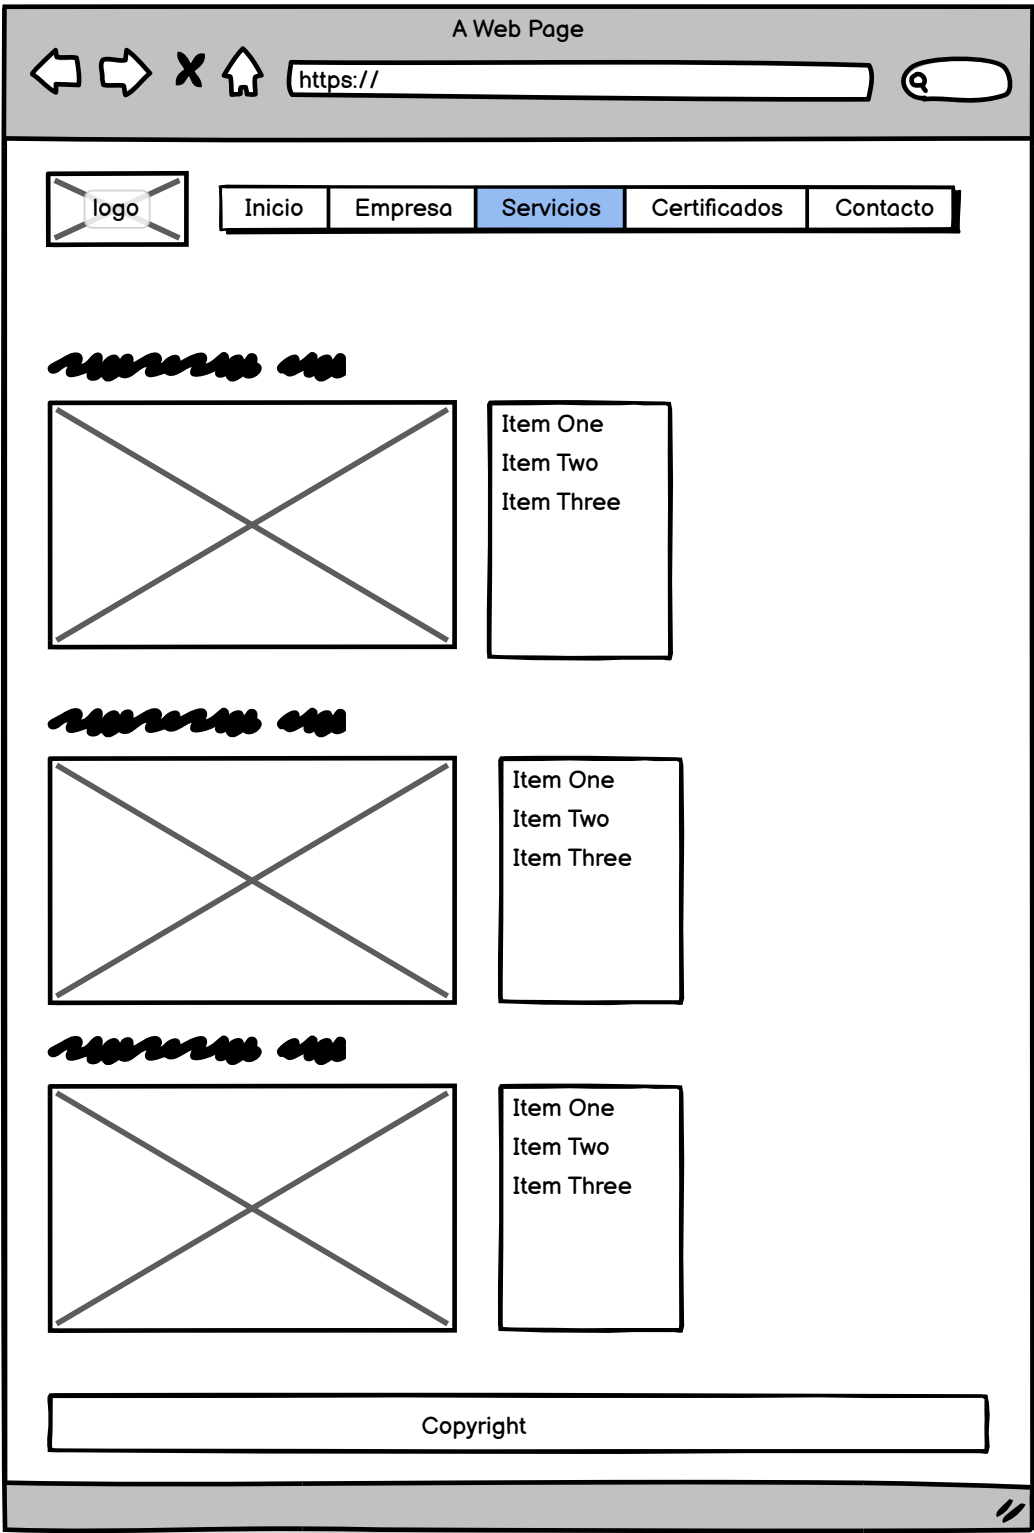 A Web Page
https://
logo
Inicio Empresa Servicios Certificados Contacto
Item One
Item Two
Item Three
Item One
Item Two
Item Three
Item One
Item Two
Item Three
Copyright